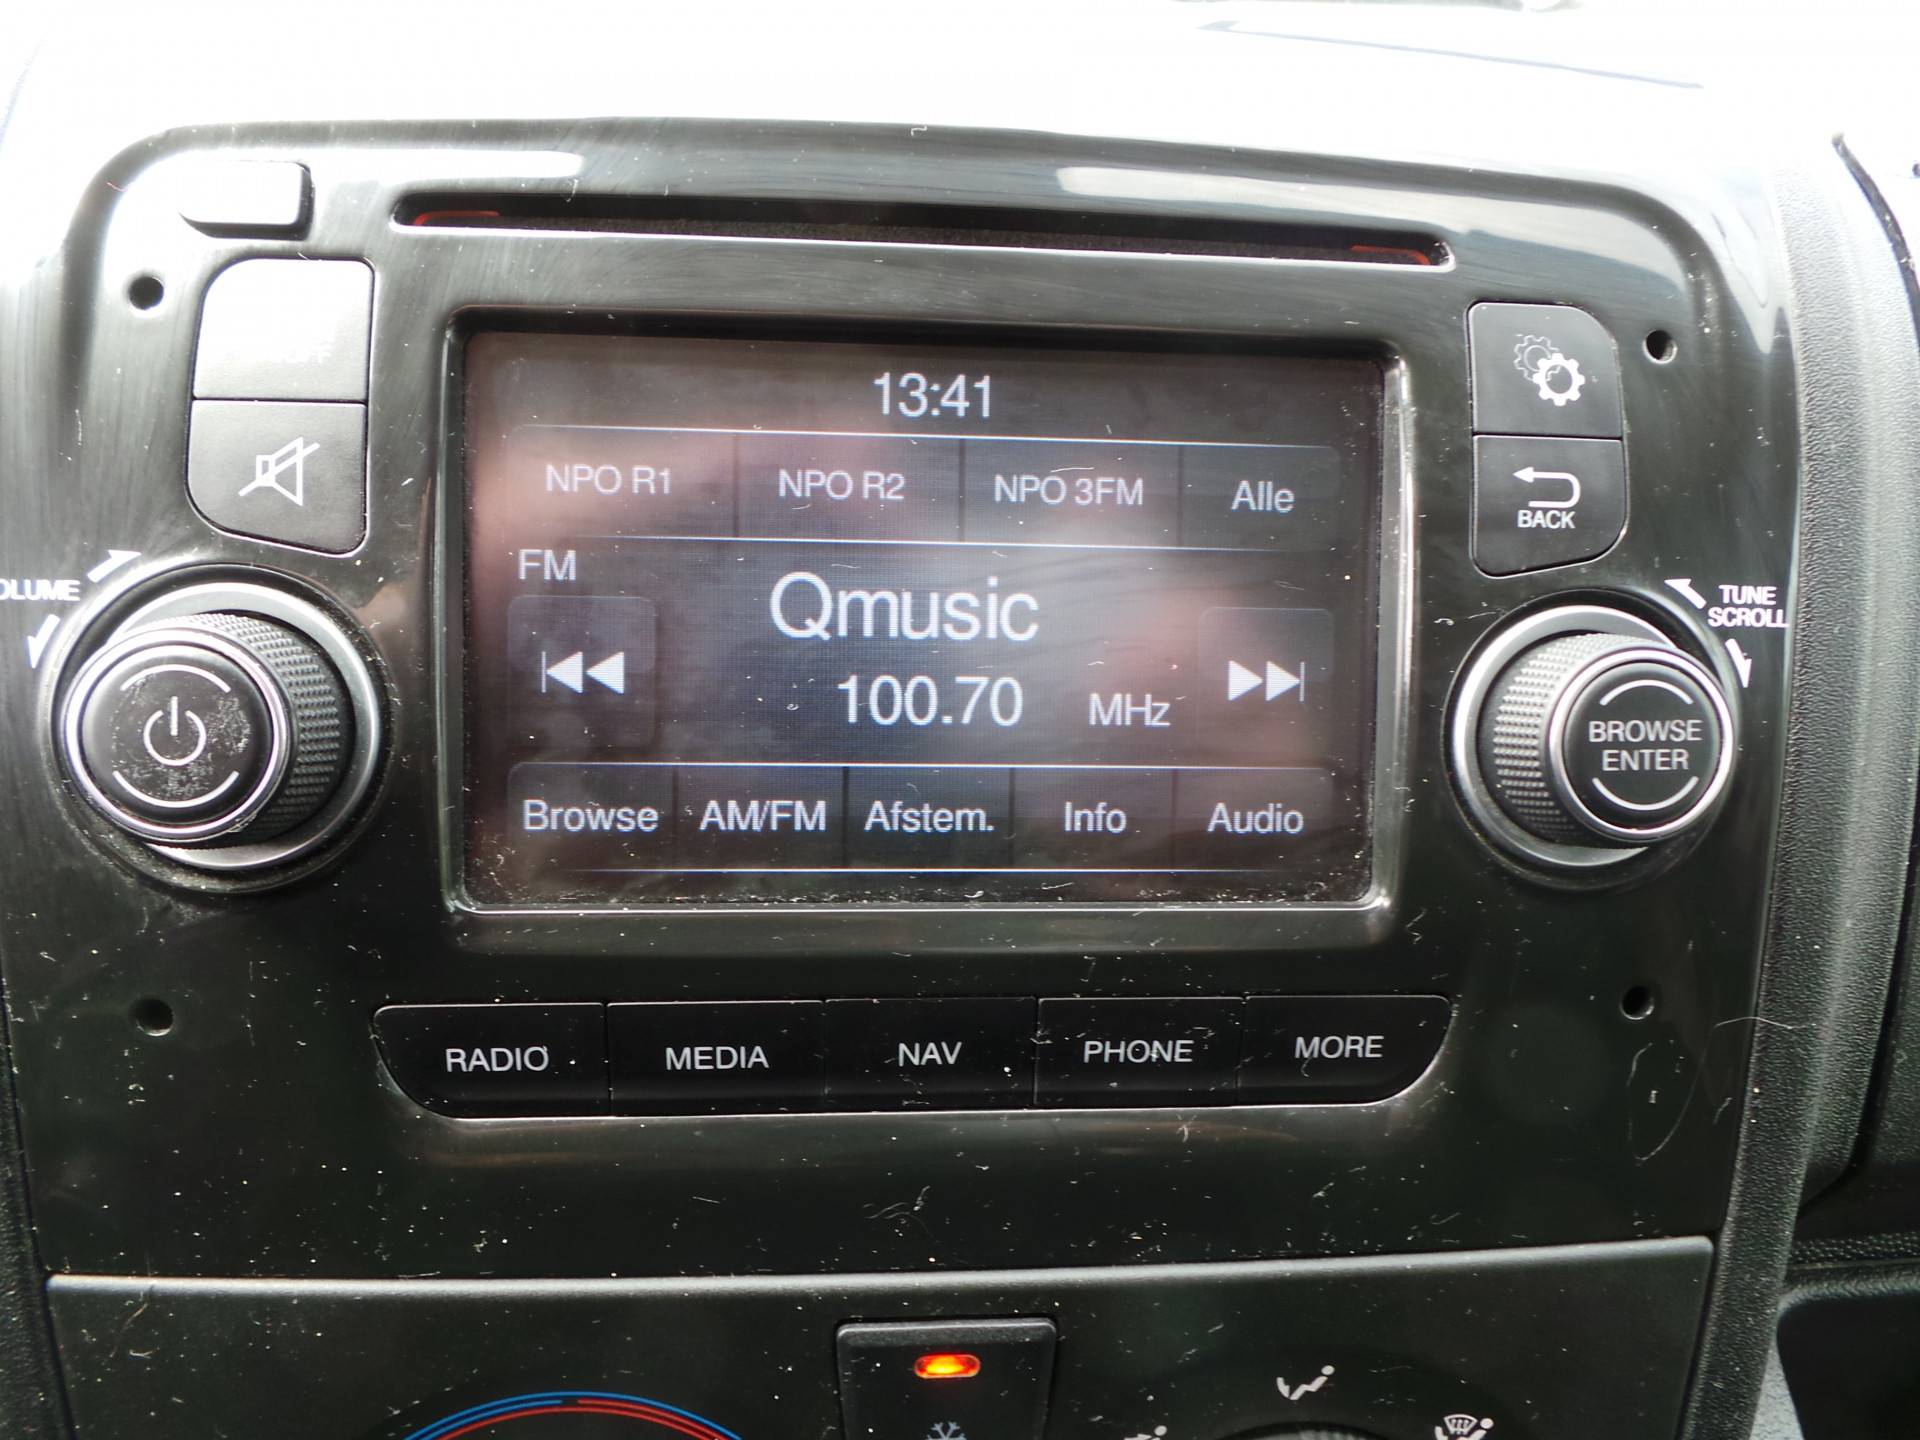 13:41
NPO R1 NPO R2 NPO 3FM Alle
FM
Qmusic
100.70 MHz
Browse AM/FM Afstem. Info Audio
BACK
TUNE
SCROLL
BROWSE
ENTER
RADIO MEDIA NAV PHONE MORE